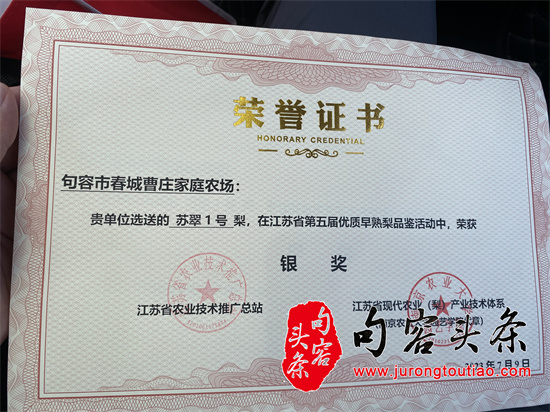 荣誉证书
HONORARY CREDENTIAL
句容市春城曹庄家庭农场：
贵单位选送的 苏翠1号 梨，在江苏省第五届优质早熟梨品鉴活动中，荣获
银 奖
江苏省农业技术推广总站
江苏省现代农业（梨）产业技术体系
月9日
句容头条
句容头条
www.jurongtoutiao.com